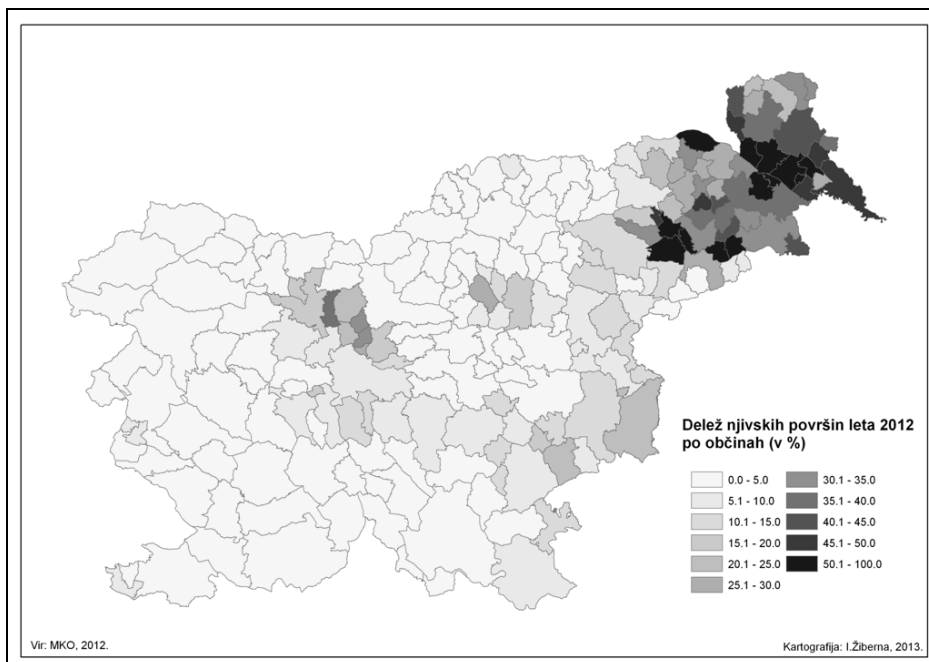 Delež njivskih površin leta 2012
po občinah (v %)
0.0 - 5.0
5.1 - 10.0
10.1 - 15.0
15.1 - 20.0
20.1 - 25.0
25.1 - 30.0
30.1 - 35.0
35.1 - 40.0
40.1 - 45.0
45.1 - 50.0
50.1 - 100.0
Vir: MKO, 2012.
Kartografija: I.Žiberna, 2013.